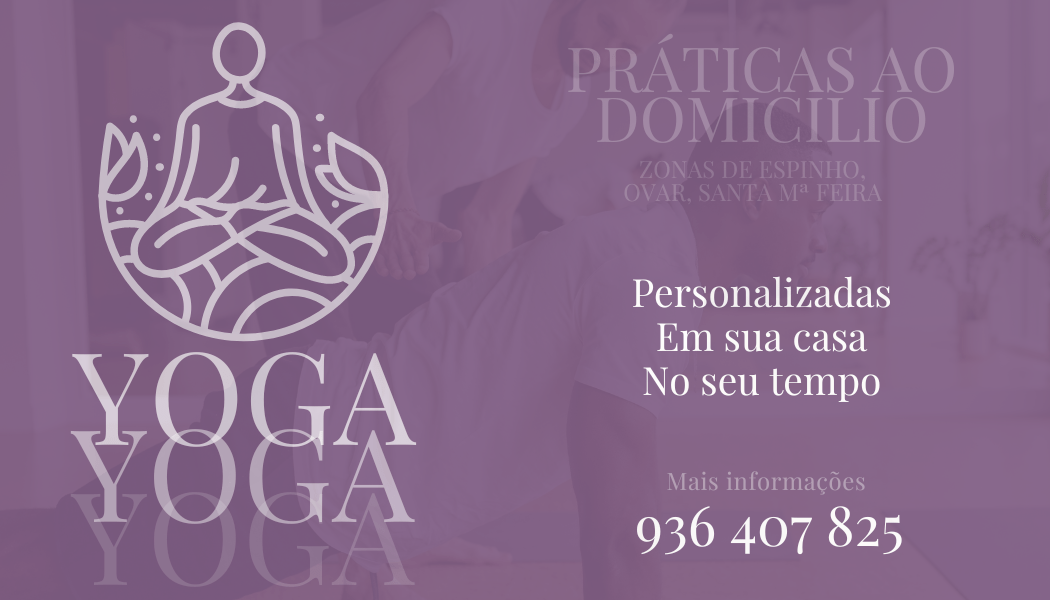 YOGA
YOGA
YOGA
PRÁTICAS AO
DOMICILIO
ZONAS DE ESPINHO,
OVAR, SANTA Mª FEIRA
Personalizadas
Em sua casa
No seu tempo
Mais informações
936 407 825